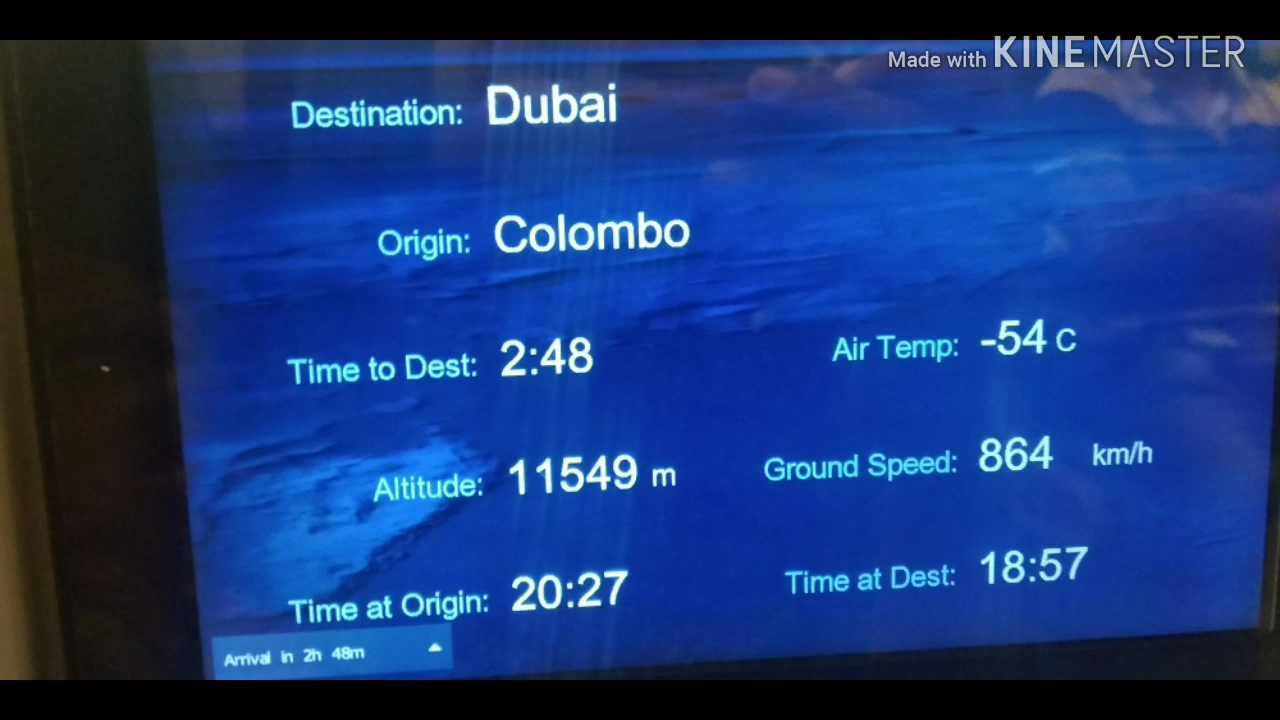 Made with KINEMASTER
Destination: Dubai
Origin: Colombo
Time to Dest: 2:48
Air Temp: -54 C
Altitude: 11549 m
Ground Speed: 864 km/h
Time at Origin: 20:27
Time at Dest: 18:57
Arrival in 2h 48m